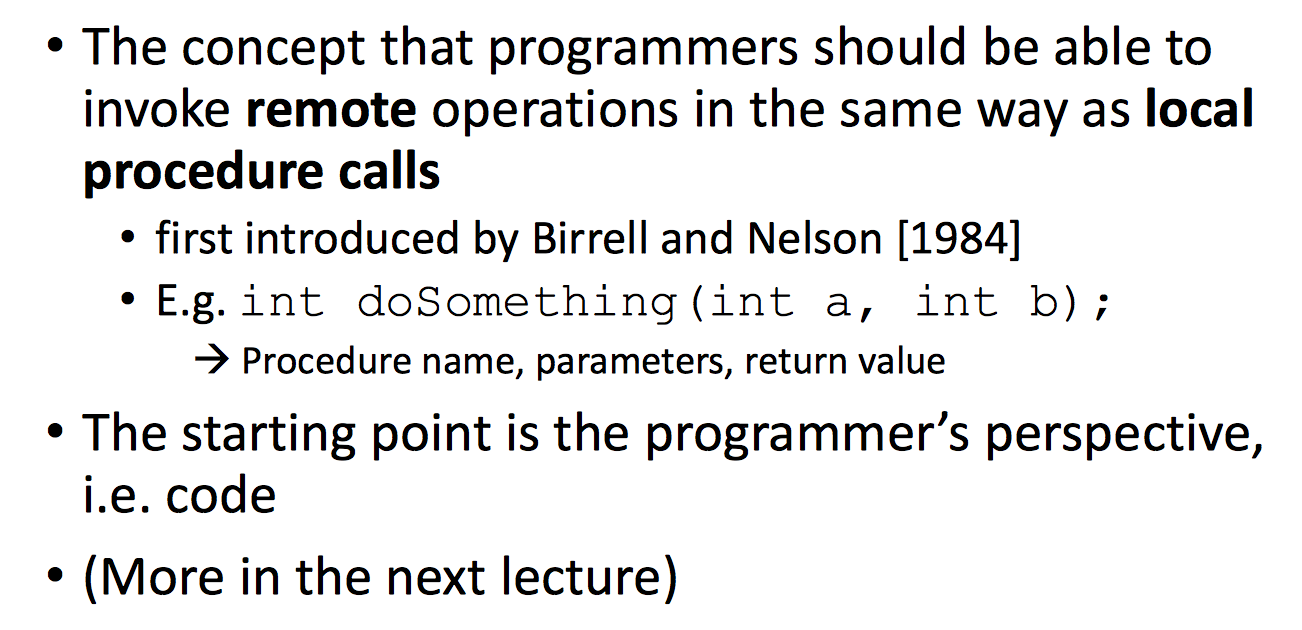 • The concept that programmers should be able to
invoke remote operations in the same way as local
procedure calls
• first introduced by Birrell and Nelson [1984]
• E.g. int doSomething(int a, int b);
→ Procedure name, parameters, return value
• The starting point is the programmer’s perspective,
i.e. code
• (More in the next lecture)